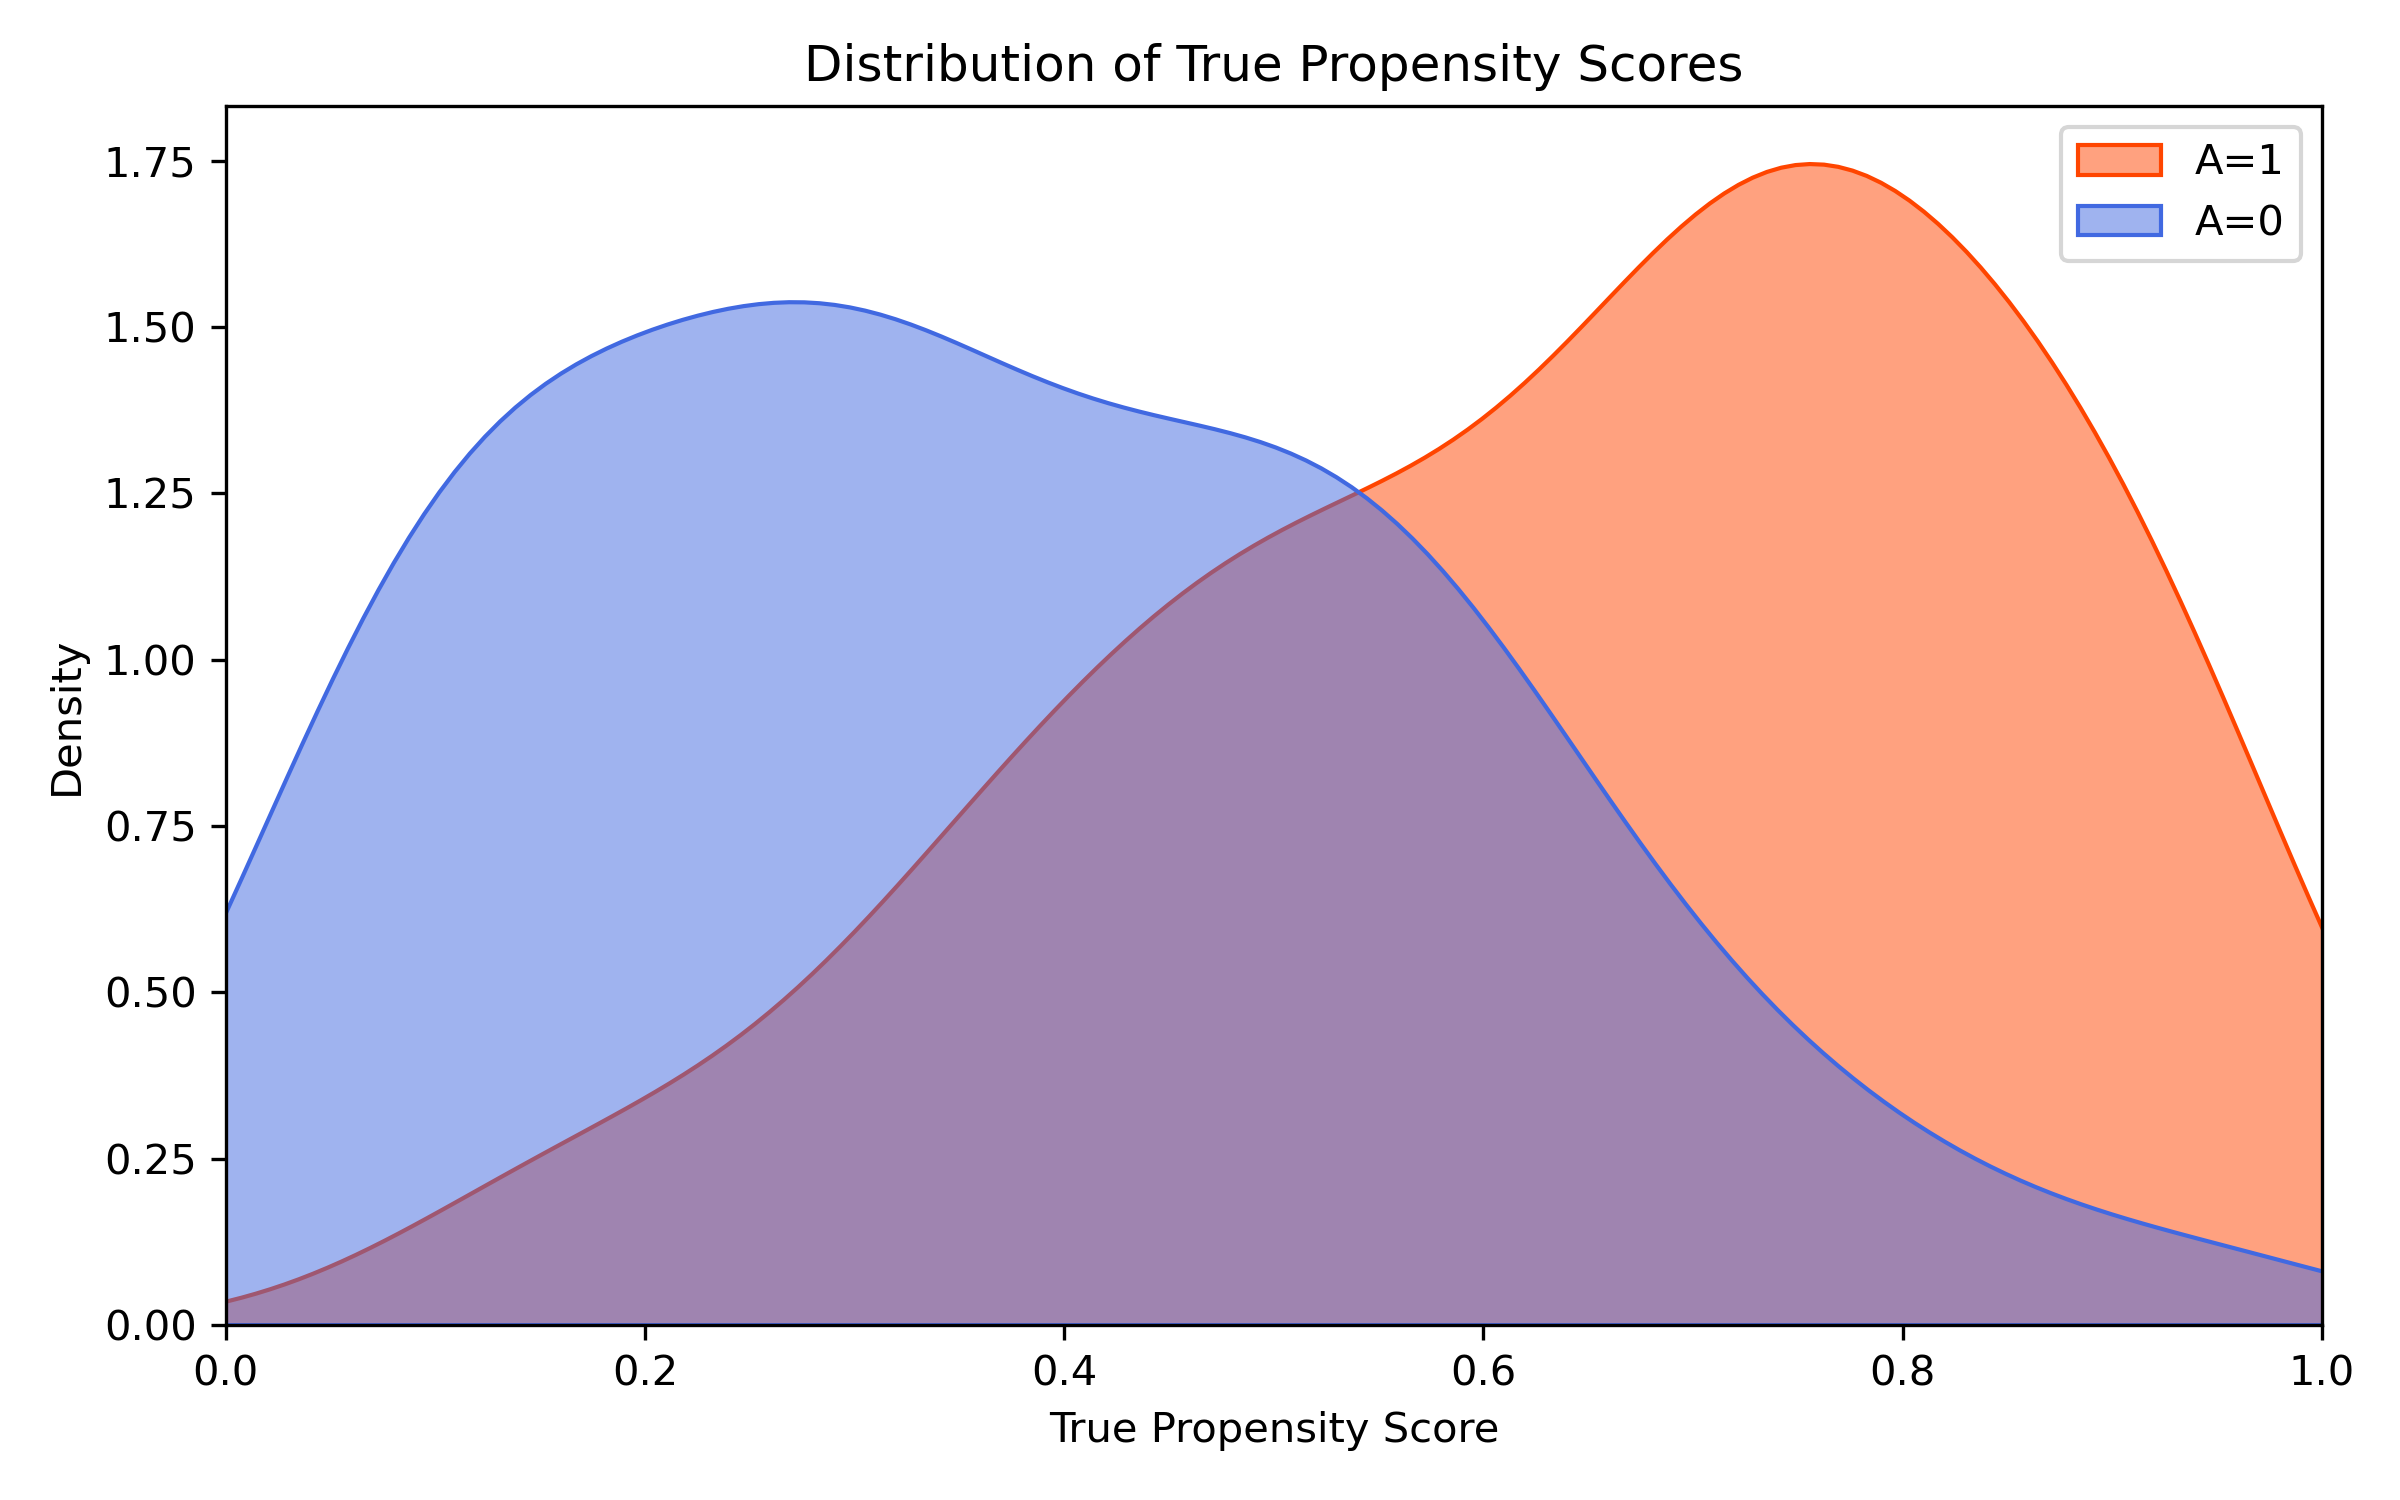 Distribution of True Propensity Scores
A=1
A=0
1.75
1.50
1.25
1.00
0.75
0.50
0.25
0.00
Density
0.0 0.2 0.4 0.6 0.8 1.0
True Propensity Score